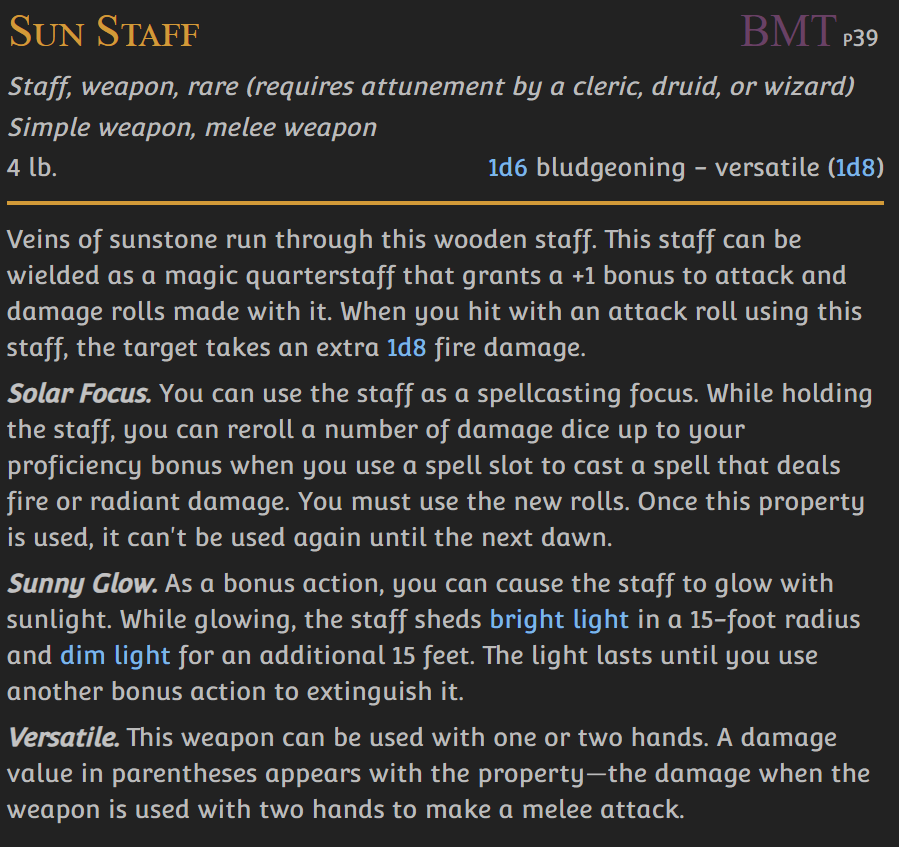 Sun Staff BMT P39
Staff, weapon, rare (requires attunement by a cleric, druid, or wizard)
Simple weapon, melee weapon
4 lb. 1d6 bludgeoning – versatile (1d8)
Veins of sunstone run through this wooden staff. This staff can be
wielded as a magic quarterstaff that grants a +1 bonus to attack and
damage rolls made with it. When you hit with an attack roll using this
staff, the target takes an extra 1d8 fire damage.
Solar Focus. You can use the staff as a spellcasting focus. While holding
the staff, you can reroll a number of damage dice up to your
proficiency bonus when you use a spell slot to cast a spell that deals
fire or radiant damage. You must use the new rolls. Once this property
is used, it can't be used again until the next dawn.
Sunny Glow. As a bonus action, you can cause the staff to glow with
sunlight. While glowing, the staff sheds bright light in a 15-foot radius
and dim light for an additional 15 feet. The light lasts until you use
another bonus action to extinguish it.
Versatile. This weapon can be used with one or two hands. A damage
value in parentheses appears with the property—the damage when the
weapon is used with two hands to make a melee attack.